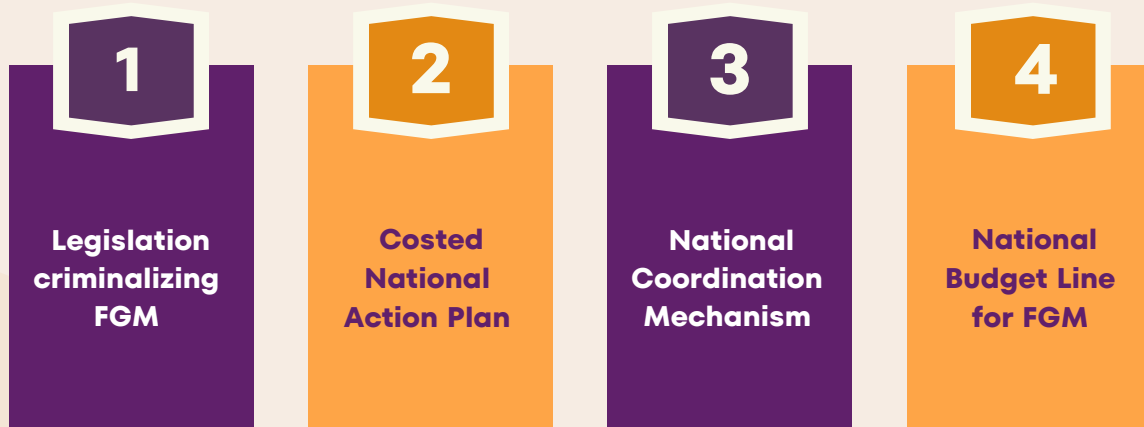 1
Legislation
criminalizing
FGM
2
Costed
National
Action Plan
3
National
Coordination
Mechanism
4
National
Budget Line
for FGM